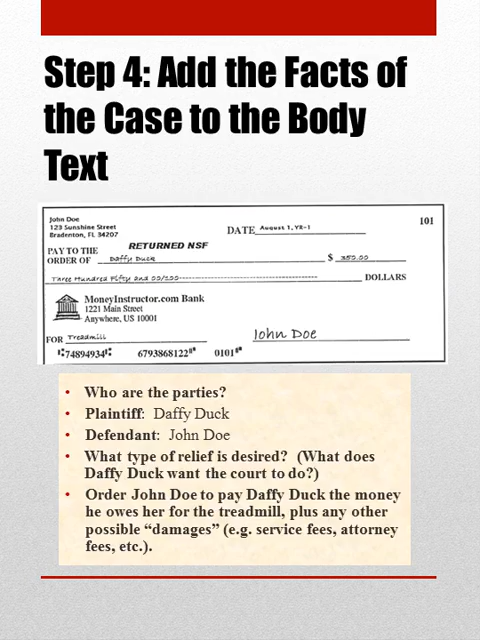 Step 4: Add the Facts of
the Case to the Body
Text
John Doe
123 Sunshine Street
Bradenton, FL 34207
101
DATE August 1, YR-1
RETURNED NSF
PAY TO THE
ORDER OF Daffy Duck $ 350.00
Three Hundred Fifty and 00/100 DOLLARS
MoneyInstructor.com Bank
1221 Main Street
Anywhere, US 10001
FOR Treadmill John Doe
⑆74894934⑆ 6793868122⑈ 0101⑈
• Who are the parties?
• Plaintiff: Daffy Duck
• Defendant: John Doe
• What type of relief is desired? (What does
Daffy Duck want the court to do?)
• Order John Doe to pay Daffy Duck the money
he owes her for the treadmill, plus any other
possible “damages” (e.g. service fees, attorney
fees, etc.).